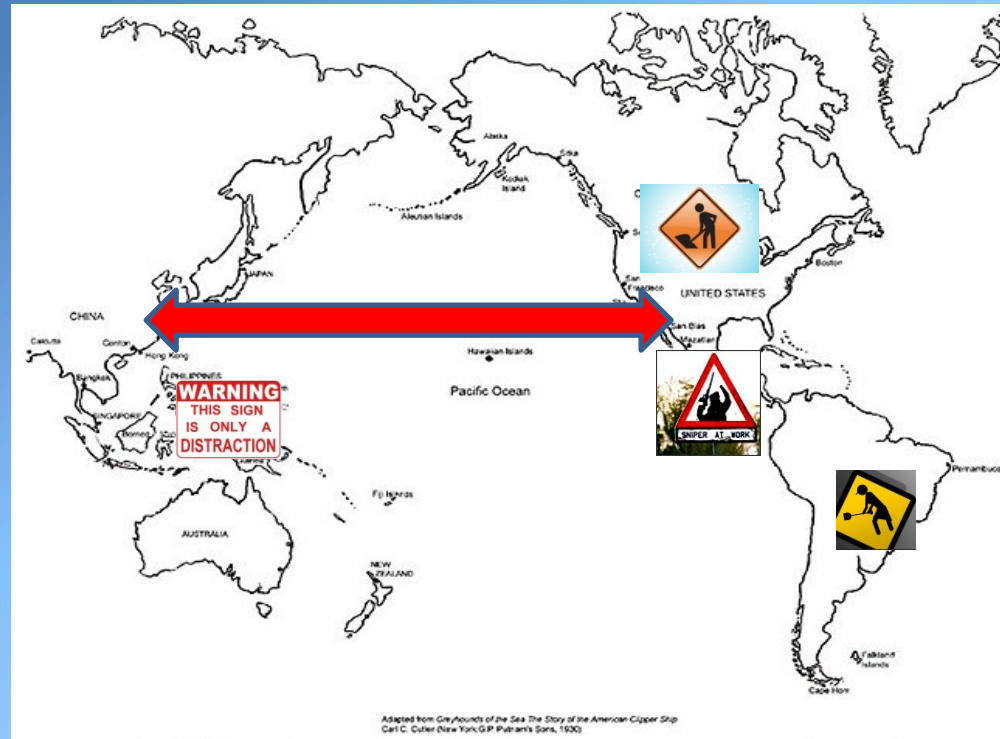 Alaska
Sitka
Kodiak
Island
Aleutian Islands
Boston
JAPAN
San
Francisco
UNITED STATES
CHINA
San Blas
Mazatlan
Calcutta
Canton
Hong Kong
Hawaiian Islands
Bangkok
PHILIPPINES
Pacific Ocean
WARNING
THIS SIGN
IS ONLY A
DISTRACTION
SINGAPORE
Borneo
SNIPER AT WORK
Pernambuco
Fiji Islands
AUSTRALIA
NEW
ZEALAND
Falkland
Islands
Cape Horn
Adapted from Greyhounds of the Sea The Story of the American Clipper Ship
Carl C. Cutler (New York:G.P. Putnam's Sons, 1930)